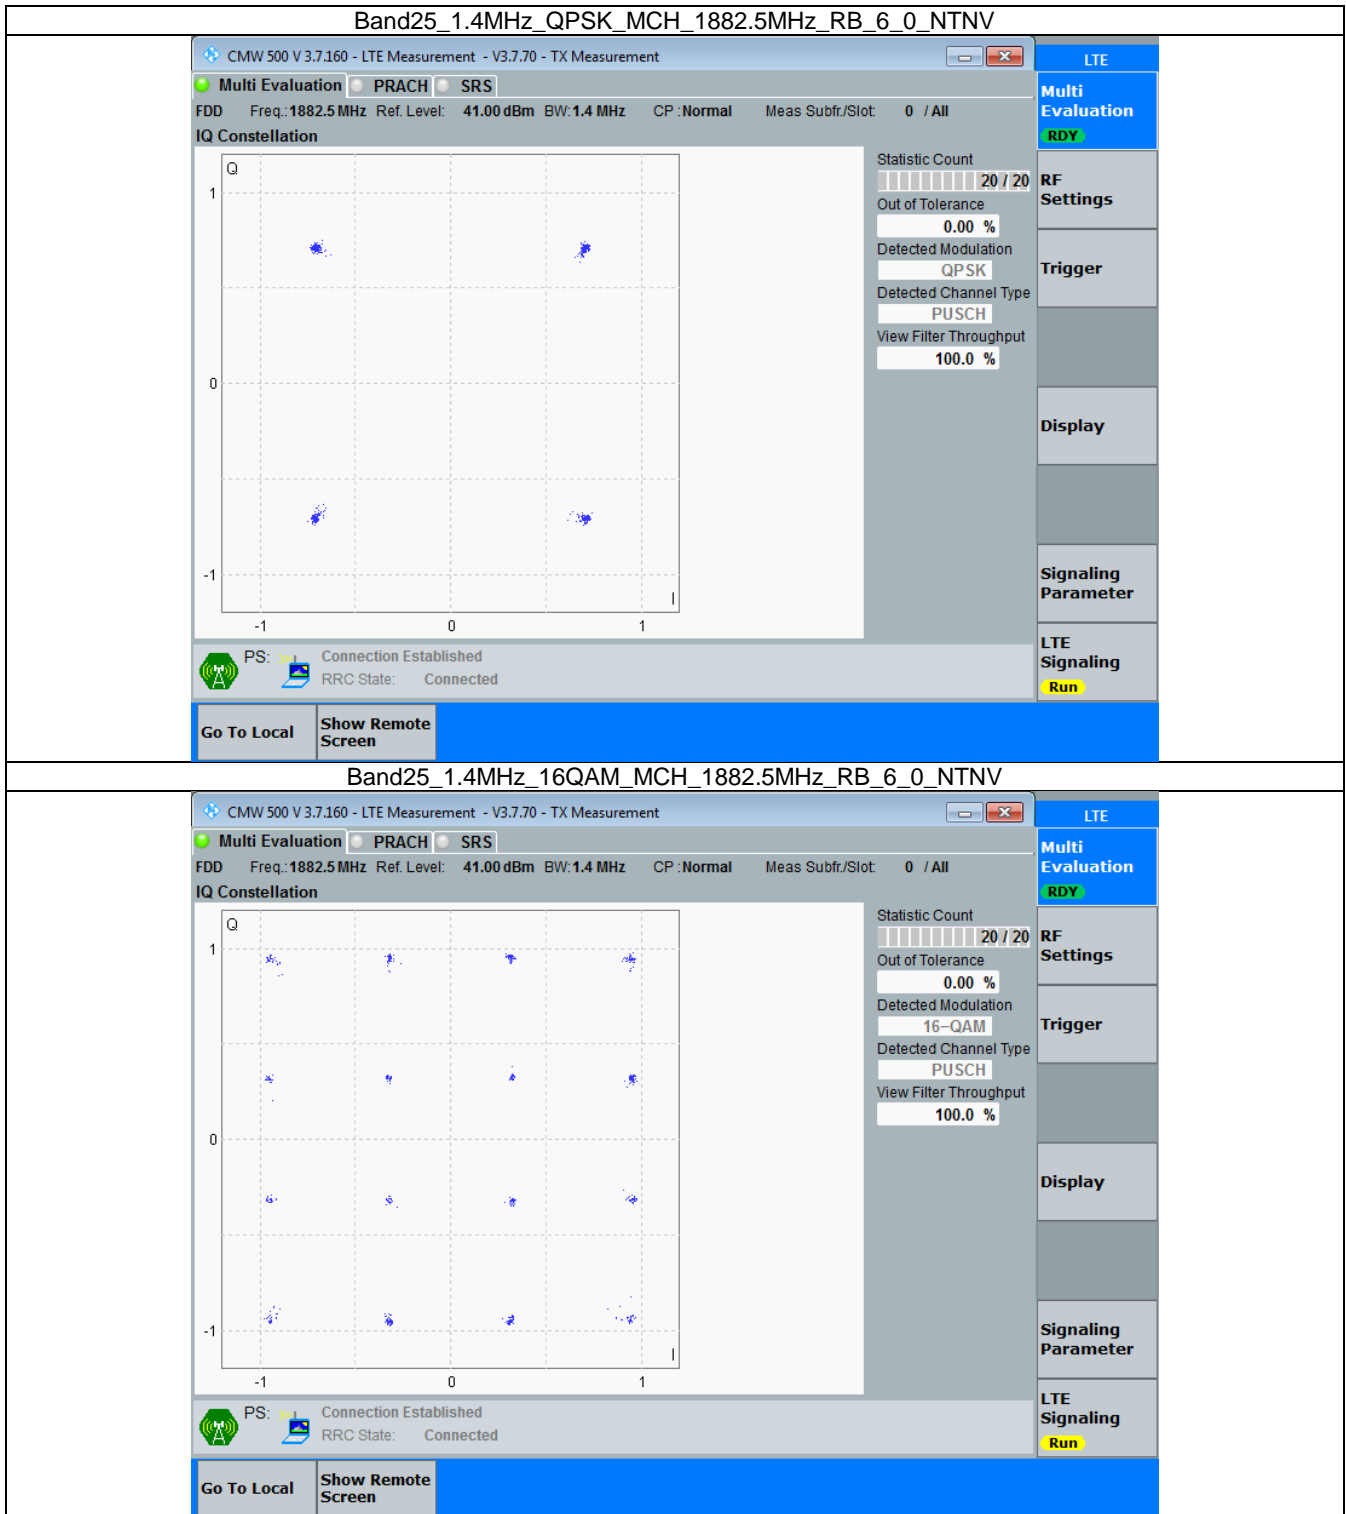 Band25_1.4MHz_QPSK_MCH_1882.5MHz_RB_6_0_NTNV
CMW 500 V 3.7.160 - LTE Measurement - V3.7.70 - TX Measurement
LTE
Multi Evaluation PRACH SRS
Multi
Evaluation
RDY
FDD Freq.:1882.5 MHz Ref. Level: 41.00 dBm BW:1.4 MHz CP :Normal Meas Subfr./Slot: 0 / All
IQ Constellation
Q
1
0
-1
I
-1 0 1
Statistic Count
20 / 20
Out of Tolerance
0.00 %
Detected Modulation
QPSK
Detected Channel Type
PUSCH
View Filter Throughput
100.0 %
RF
Settings
Trigger
Display
Signaling
Parameter
LTE
Signaling
Run
PS: Connection Established
RRC State: Connected
Go To Local
Show Remote
Screen
Band25_1.4MHz_16QAM_MCH_1882.5MHz_RB_6_0_NTNV
CMW 500 V 3.7.160 - LTE Measurement - V3.7.70 - TX Measurement
LTE
Multi Evaluation PRACH SRS
Multi
Evaluation
RDY
FDD Freq.:1882.5 MHz Ref. Level: 41.00 dBm BW:1.4 MHz CP :Normal Meas Subfr./Slot: 0 / All
IQ Constellation
Q
1
0
-1
I
-1 0 1
Statistic Count
20 / 20
Out of Tolerance
0.00 %
Detected Modulation
16-QAM
Detected Channel Type
PUSCH
View Filter Throughput
100.0 %
RF
Settings
Trigger
Display
Signaling
Parameter
LTE
Signaling
Run
PS: Connection Established
RRC State: Connected
Go To Local
Show Remote
Screen